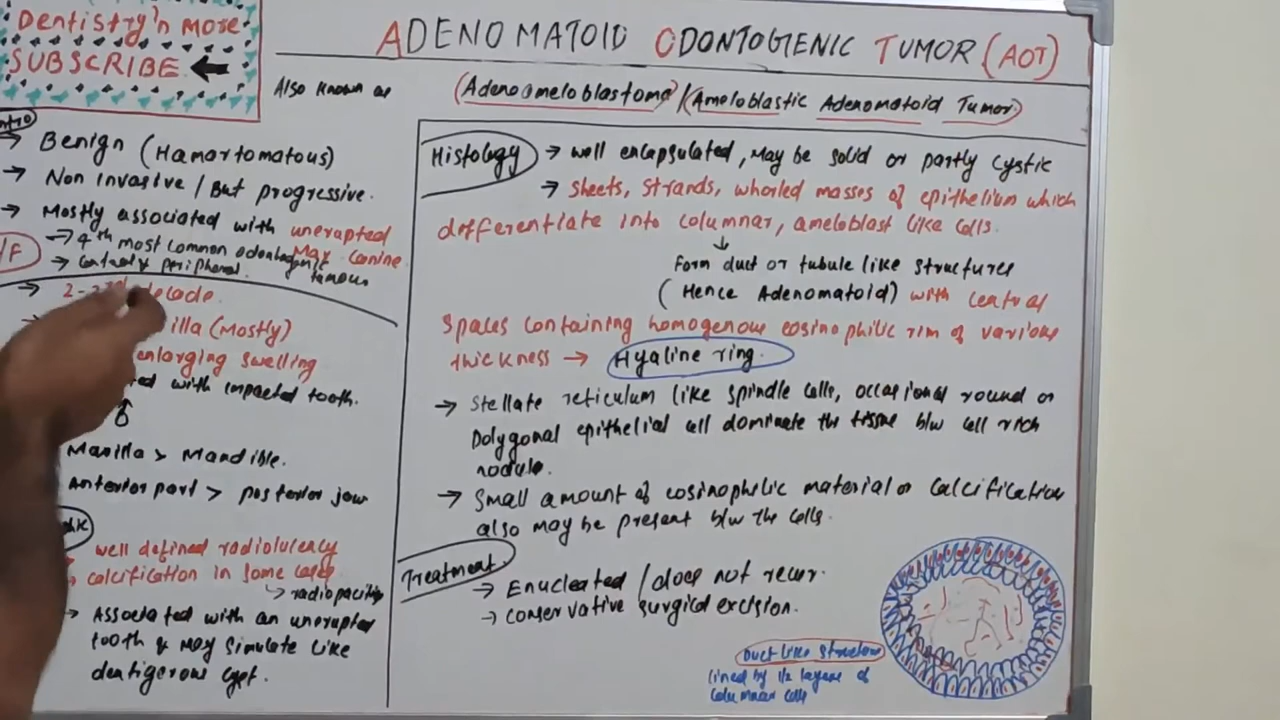 Dentistry'n more
SUBSCRIBE
ADENOMATOID ODONTOGENIC TUMOR (AOT)
Also known as (Adenoameloblastoma) / (Ameloblastic Adenomatoid Tumor)
→ Benign (Hamartomatous)
→ Non Invasive / But progressive.
→ Mostly associated with unerupted
Max canine
→ 4th most common odontogenic
tumous
→ central & peripheral.
decade.
(Mostly)
enlarging swelling
with impacted tooth.
Maxilla > Mandible.
Anterior part > posterior jaw
well defined radiolucency
→ calcification in some cases
→ radiopacities
→ Associated with an unerupted
tooth & may simulate like
dentigerous cyst.
Histology → well encapsulated, may be solid or partly cystic
→ sheets, strands, whorled masses of epithelium which
differentiate into columnar, ameloblast like cells.
↓
Form duct or tubule like structures
(Hence Adenomatoid) with central
spaces containing homogenous eosinophilic rim of various
thickness → Hyaline ring.
→ Stellate reticulum like spindle cells, occasional round or
polygonal epithelial cell dominate the tissue b/w cell rich
nodule.
→ Small amount of eosinophilic material or calcification
also may be present b/w the cells.
Treatment
→ Enucleated / does not recur.
→ conservative surgical excision.
Duct like structure
lined by 1/2 layers of
columnar cells